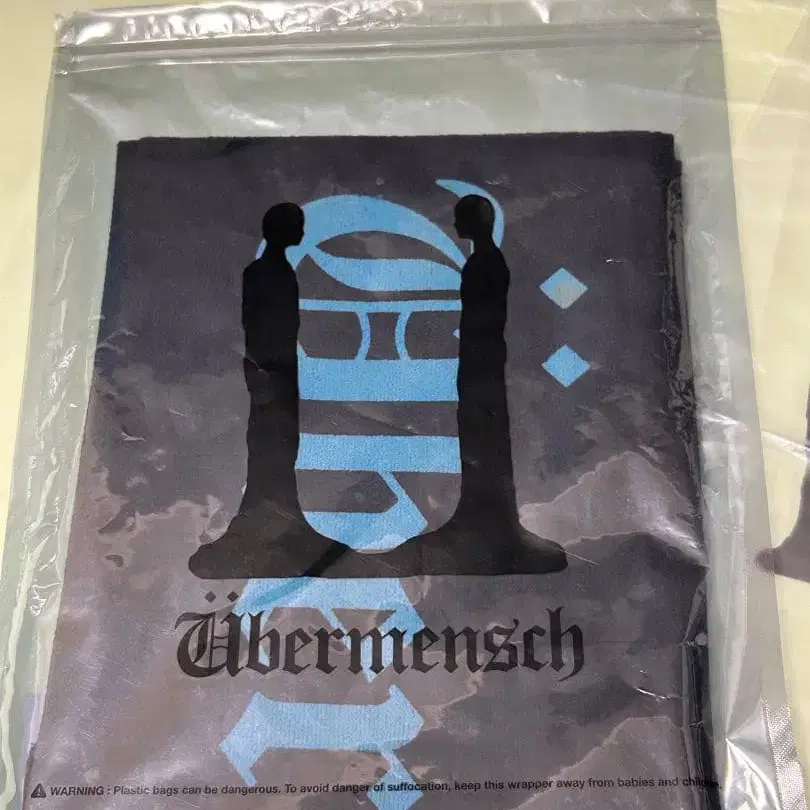 Übermensch
⚠ WARNING : Plastic bags can be dangerous. To avoid danger of suffocation, keep this wrapper away from babies and children.